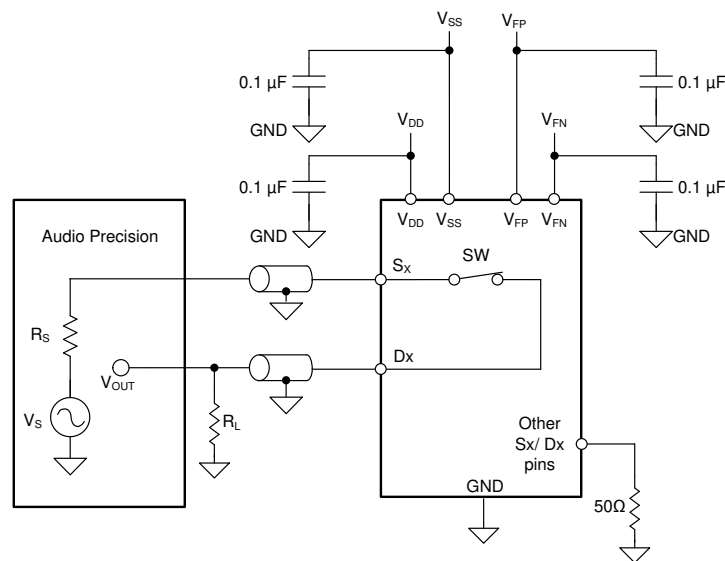 VSS VFP
0.1 µF 0.1 µF
GND VDD VFN GND
0.1 µF 0.1 µF
GND VDD VSS VFP VFN GND
Audio Precision
SX SW
RS
VOUT DX
VS RL
Other
Sx/ Dx
pins
GND
50Ω